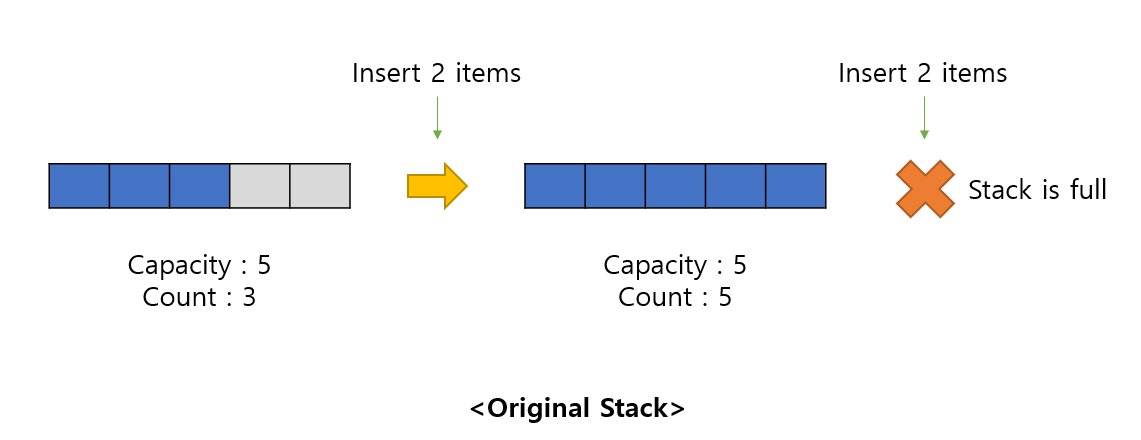 Insert 2 items
Insert 2 items
Stack is full
Capacity : 5
Count : 3
Capacity : 5
Count : 5
<Original Stack>